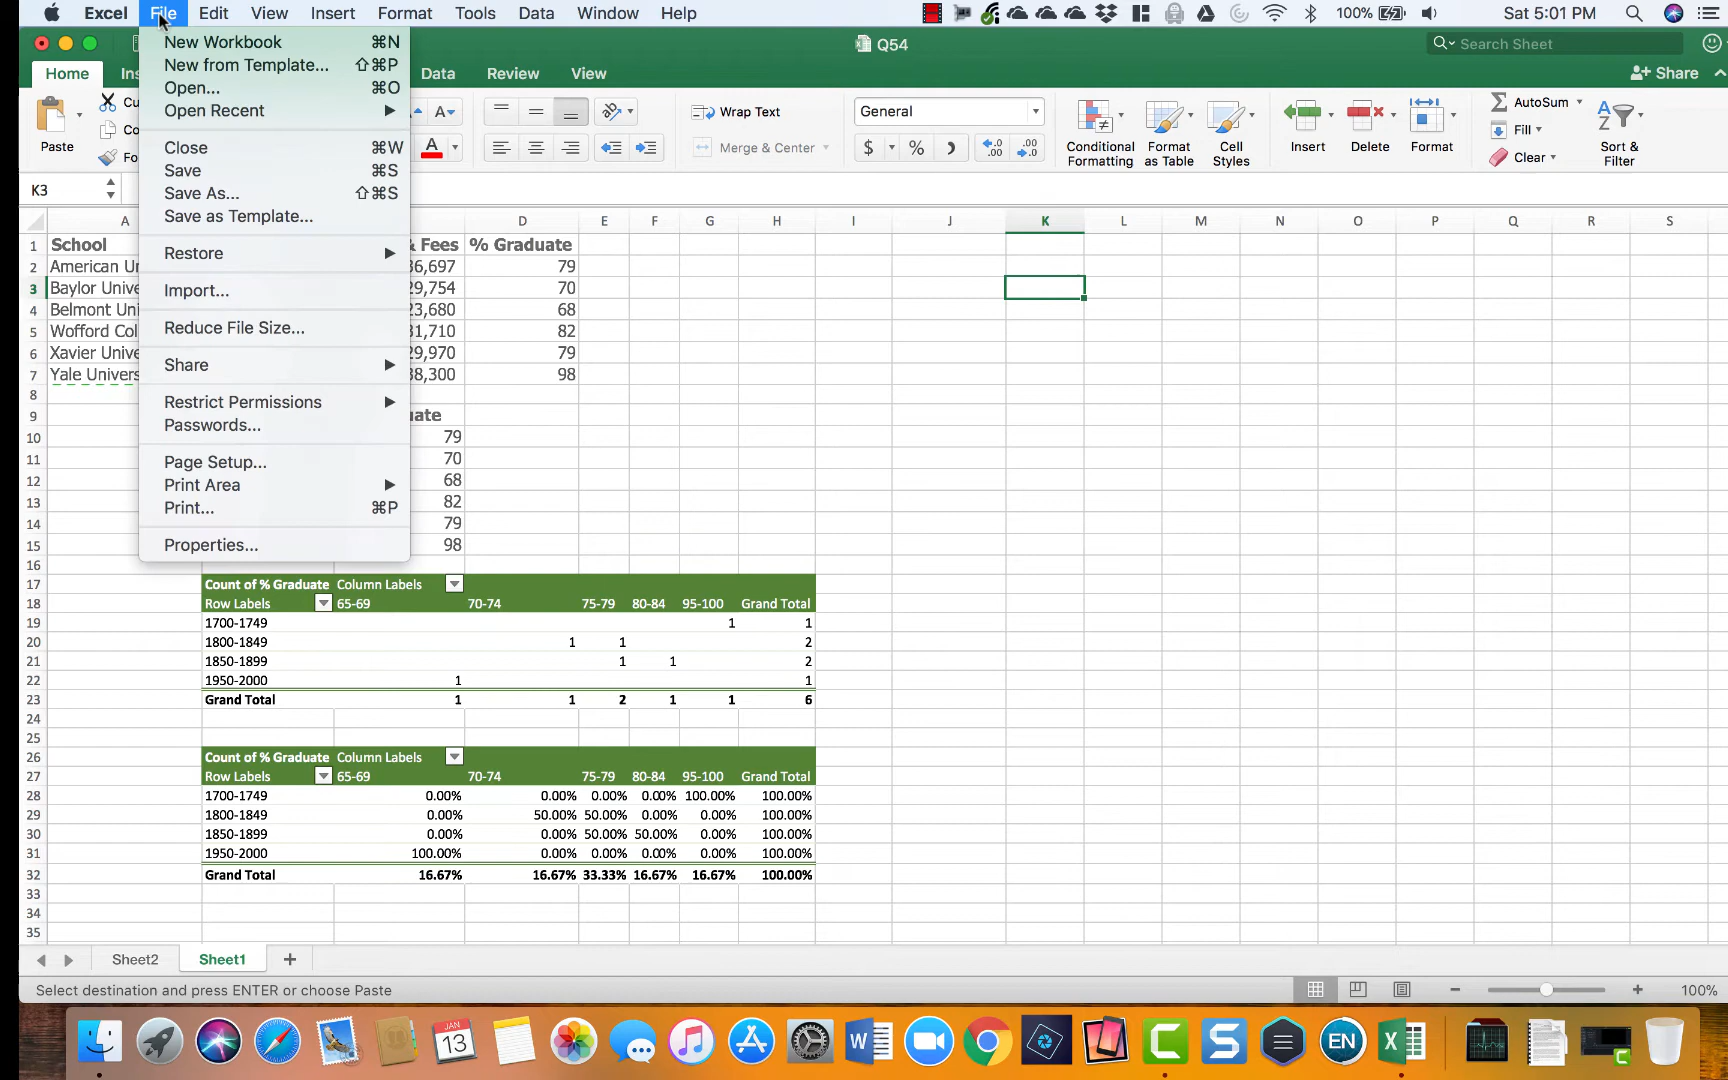 Excel File Edit View Insert Format Tools Data Window Help 100% Sat 5:01 PM
Q54
Search Sheet
Home Data Review View Share
New Workbook ⌘N
New from Template... ⇧⌘P
Open... ⌘O
Open Recent
Close ⌘W
Save ⌘S
Save As... ⇧⌘S
Save as Template...
Restore
Import...
Reduce File Size...
Share
Restrict Permissions
Passwords...
Page Setup...
Print Area
Print... ⌘P
Properties...
Paste
Wrap Text
Merge & Center
General
$ % .0 .00 .00 .0
Conditional Formatting
Format as Table
Cell Styles
Insert
Delete
Format
AutoSum
Fill
Clear
Sort & Filter
K3
A D E F G H I J K L M N O P Q R S
1 School & Fees % Graduate
2 American Un 36,697 79
3 Baylor Unive 29,754 70
4 Belmont Uni 23,680 68
5 Wofford Col 31,710 82
6 Xavier Unive 29,970 79
7 Yale Univers 38,300 98
8
9 uate
10 79
11 70
12 68
13 82
14 79
15 98
16
17 Count of % Graduate Column Labels
18 Row Labels 65-69 70-74 75-79 80-84 95-100 Grand Total
19 1700-1749 1 1
20 1800-1849 1 1 2
21 1850-1899 1 1 2
22 1950-2000 1 1
23 Grand Total 1 1 2 1 1 6
24
25
26 Count of % Graduate Column Labels
27 Row Labels 65-69 70-74 75-79 80-84 95-100 Grand Total
28 1700-1749 0.00% 0.00% 0.00% 0.00% 100.00% 100.00%
29 1800-1849 0.00% 50.00% 50.00% 0.00% 0.00% 100.00%
30 1850-1899 0.00% 0.00% 50.00% 50.00% 0.00% 100.00%
31 1950-2000 100.00% 0.00% 0.00% 0.00% 0.00% 100.00%
32 Grand Total 16.67% 16.67% 33.33% 16.67% 16.67% 100.00%
33
34
35
Sheet2 Sheet1 +
Select destination and press ENTER or choose Paste 100%
JAN 13
W
C
S
EN